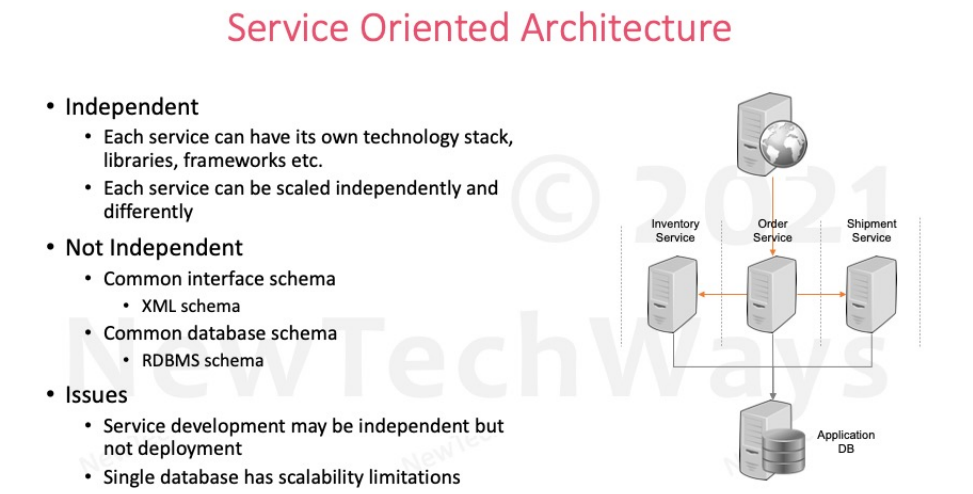 Service Oriented Architecture
• Independent
• Each service can have its own technology stack,
libraries, frameworks etc.
• Each service can be scaled independently and
differently
• Not Independent
• Common interface schema
• XML schema
• Common database schema
• RDBMS schema
• Issues
• Service development may be independent but
not deployment
• Single database has scalability limitations
Inventory
Service
Order
Service
Shipment
Service
Application
DB
© 2021
NewTechWays